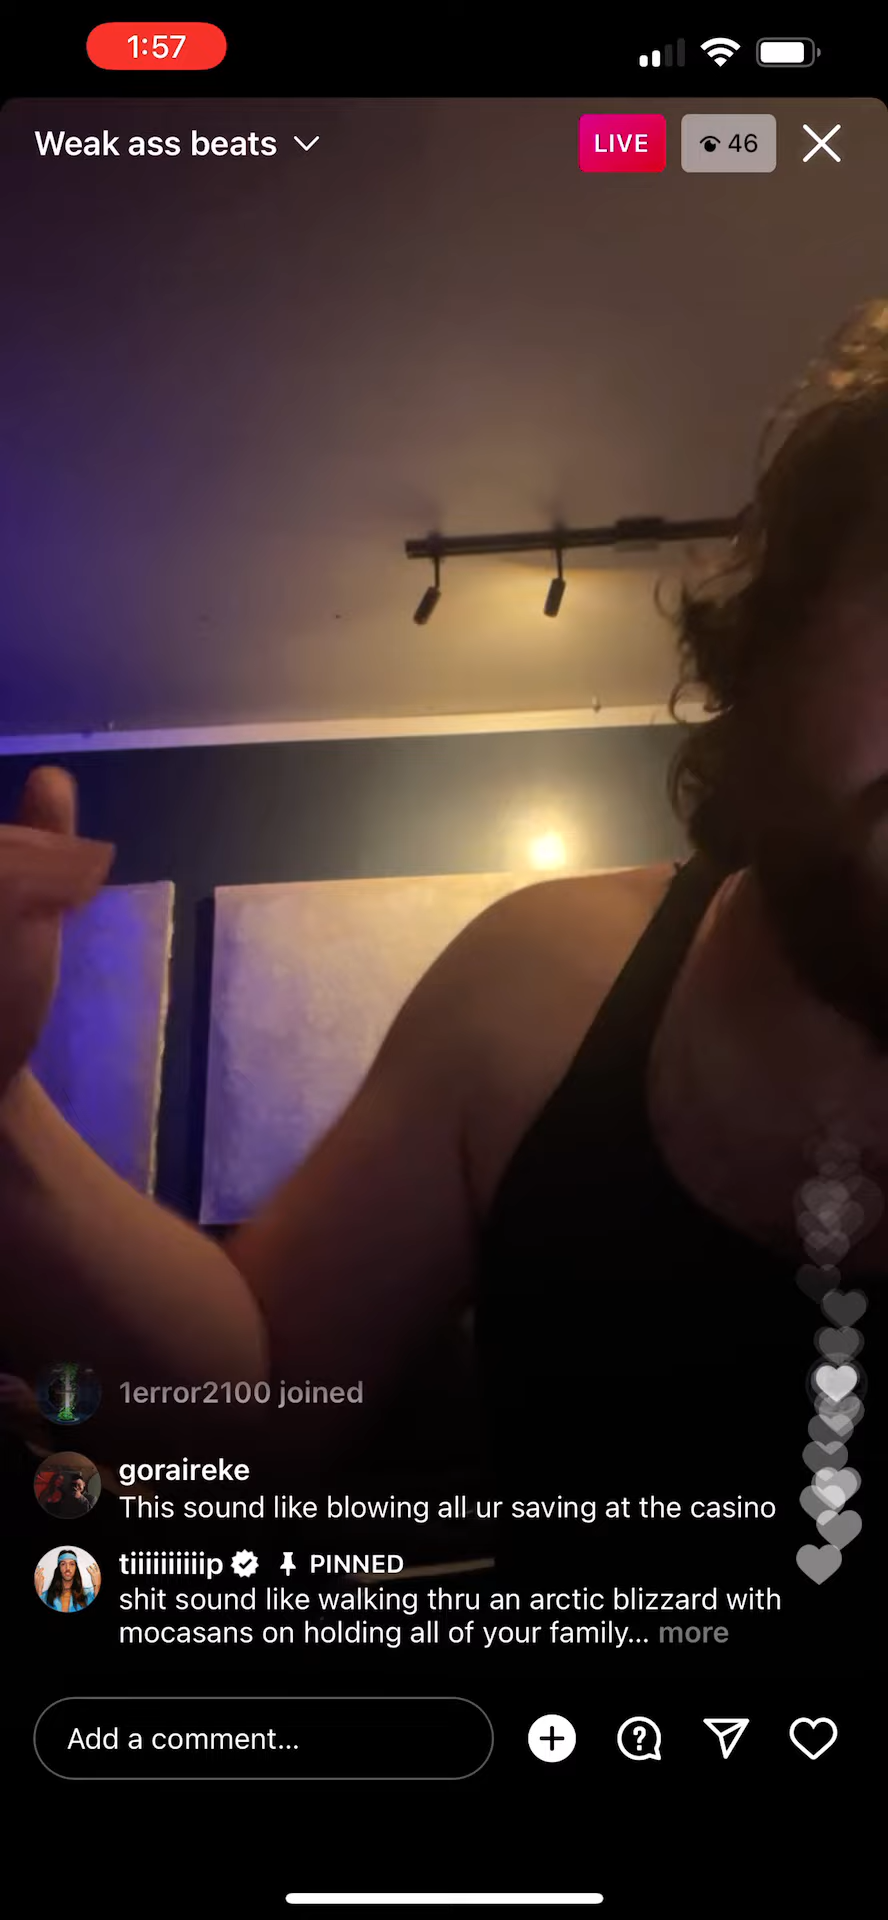 1:57
Weak ass beats
LIVE
46
1error2100 joined
goraireke
This sound like blowing all ur saving at the casino
tiiiiiiiiiip PINNED
shit sound like walking thru an arctic blizzard with
mocasans on holding all of your family... more
Add a comment...